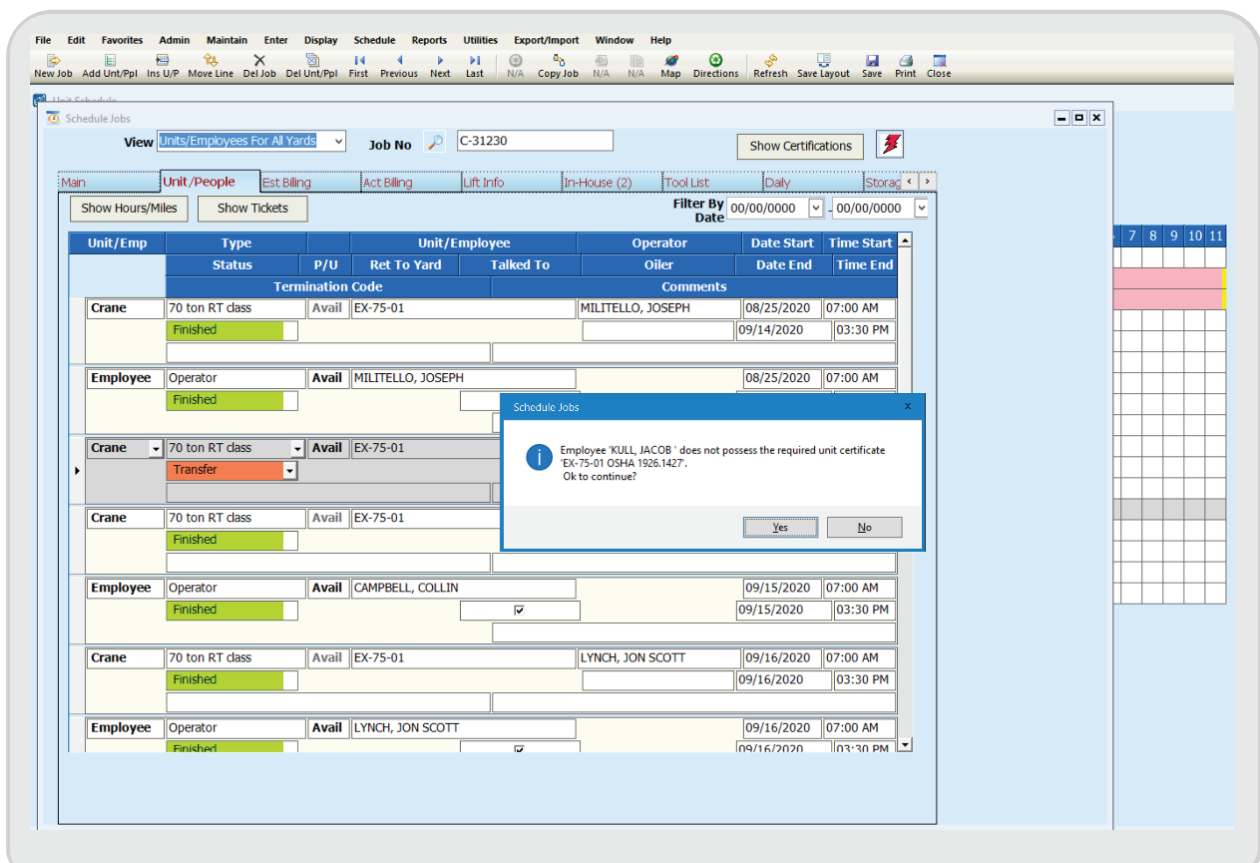 File Edit Favorites Admin Maintain Enter Display Schedule Reports Utilities Export/Import Window Help
New Job Add Unt/Ppl Ins U/P Move Line Del Job Del Unt/Ppl First Previous Next Last N/A Copy Job N/A N/A Map Directions Refresh Save Layout Save Print Close
Unit Schedule
Schedule Jobs
View Units/Employees For All Yards Job No C-31230 Show Certifications
Main Unit/People Est Billing Act Billing Lift Info In-House (2) Tool List Daily Storag
Show Hours/Miles Show Tickets Filter By Date 00/00/0000 - 00/00/0000
Unit/Emp Type Unit/Employee Operator Date Start Time Start 7 8 9 10 11
Status P/U Ret To Yard Talked To Oiler Date End Time End
Termination Code Comments
Crane 70 ton RT class Avail EX-75-01 MILITELLO, JOSEPH 08/25/2020 07:00 AM
Finished 09/14/2020 03:30 PM
Employee Operator Avail MILITELLO, JOSEPH 08/25/2020 07:00 AM
Finished
Crane 70 ton RT class Avail EX-75-01
Transfer
Schedule Jobs x
Employee 'KULL, JACOB ' does not possess the required unit certificate
'EX-75-01 OSHA 1926.1427'.
Ok to continue?
Yes No
Crane 70 ton RT class Avail EX-75-01
Finished
Employee Operator Avail CAMPBELL, COLLIN 09/15/2020 07:00 AM
Finished 09/15/2020 03:30 PM
Crane 70 ton RT class Avail EX-75-01 LYNCH, JON SCOTT 09/16/2020 07:00 AM
Finished 09/16/2020 03:30 PM
Employee Operator Avail LYNCH, JON SCOTT 09/16/2020 07:00 AM
Finished 09/16/2020 03:30 PM